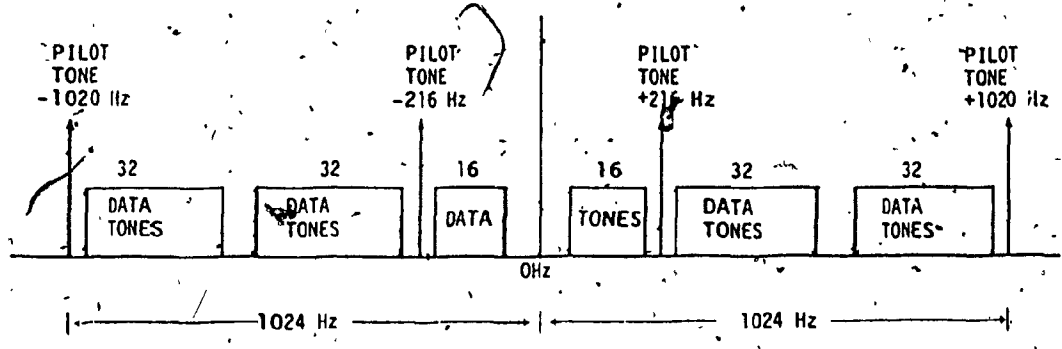 PILOT
TONE
-1020 Hz
PILOT
TONE
-216 Hz
PILOT
TONE
+216 Hz
PILOT
TONE
+1020 Hz
32
32
16
16
32
32
DATA
TONES
DATA
TONES
DATA
TONES
DATA
TONES
DATA
TONES
0Hz
1024 Hz
1024 Hz